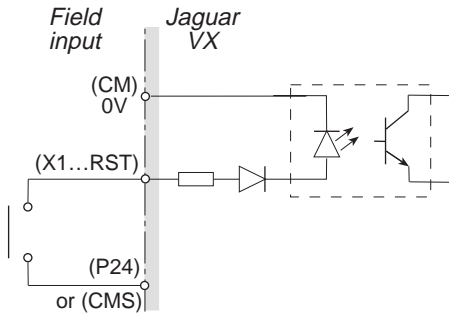 Field
input
Jaguar
VX
(CM)
0V
(X1...RST)
(P24)
or (CMS)